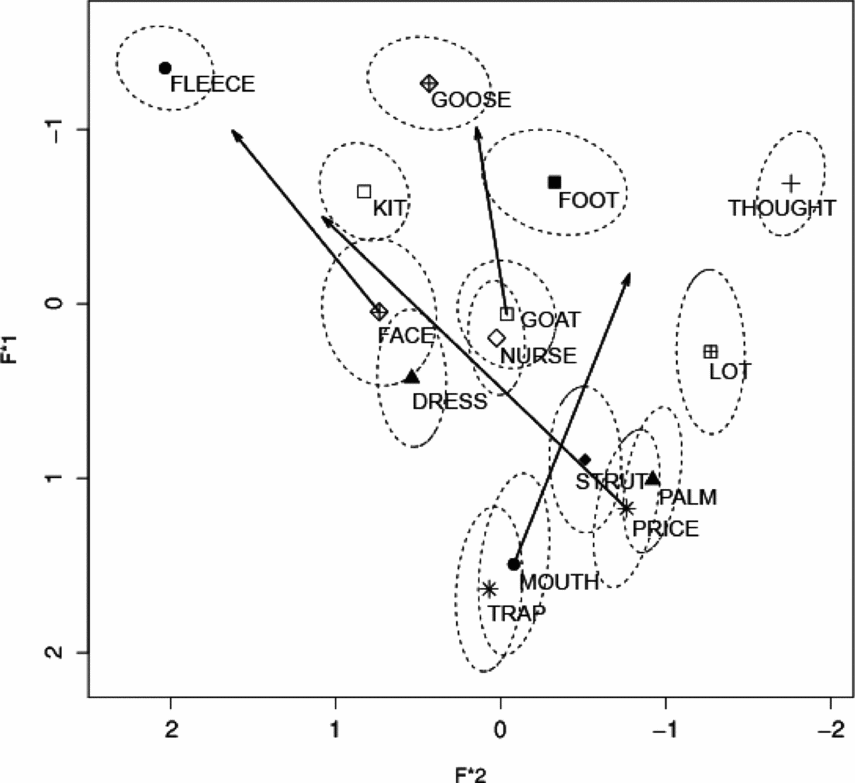 FLEECE
GOOSE
−1
KIT
FOOT
THOUGHT
0
GOAT
FACE
NURSE
F*1
LOT
DRESS
1
STRUT
PALM
PRICE
MOUTH
TRAP
2
2 1 0 −1 −2
F*2